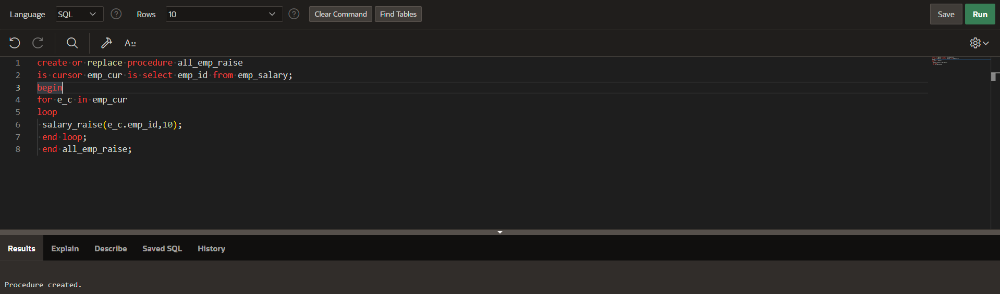 Language SQL Rows 10 Clear Command Find Tables Save Run
1 create or replace procedure all_emp_raise
2 is cursor emp_cur is select emp_id from emp_salary;
3 begin
4 for e_c in emp_cur
5 loop
6 salary_raise(e_c.emp_id,10);
7 end loop;
8 end all_emp_raise;
Results Explain Describe Saved SQL History
Procedure created.